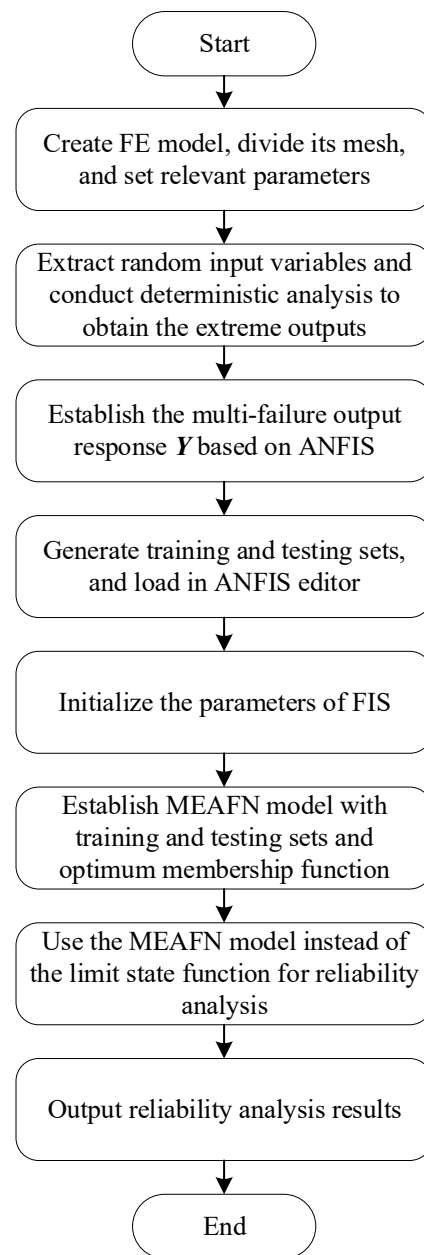 Start
Create FE model, divide its mesh,
and set relevant parameters
Extract random input variables and
conduct deterministic analysis to
obtain the extreme outputs
Establish the multi-failure output
response Y based on ANFIS
Generate training and testing sets,
and load in ANFIS editor
Initialize the parameters of FIS
Establish MEAFN model with
training and testing sets and
optimum membership function
Use the MEAFN model instead of
the limit state function for reliability
analysis
Output reliability analysis results
End